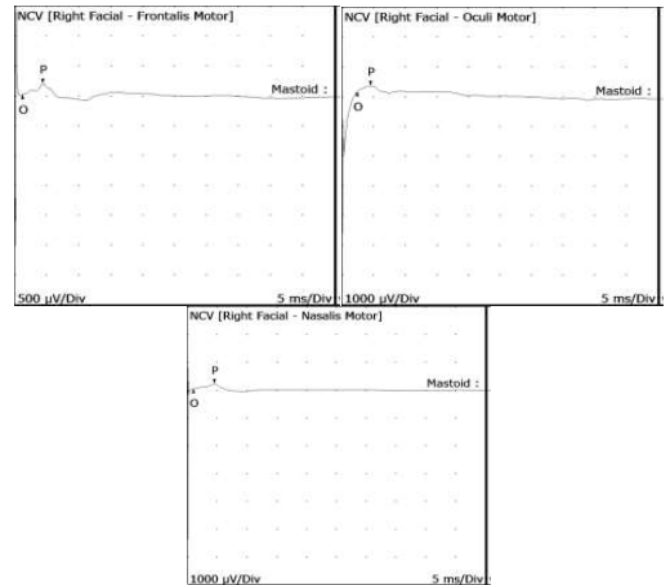 NCV [Right Facial - Frontalis Motor]
P
Mastoid :
O
500 µV/Div
5 ms/Div
NCV [Right Facial - Oculi Motor]
P
Mastoid :
O
1000 µV/Div
5 ms/Div
NCV [Right Facial - Nasalis Motor]
P
Mastoid :
O
1000 µV/Div
5 ms/Div